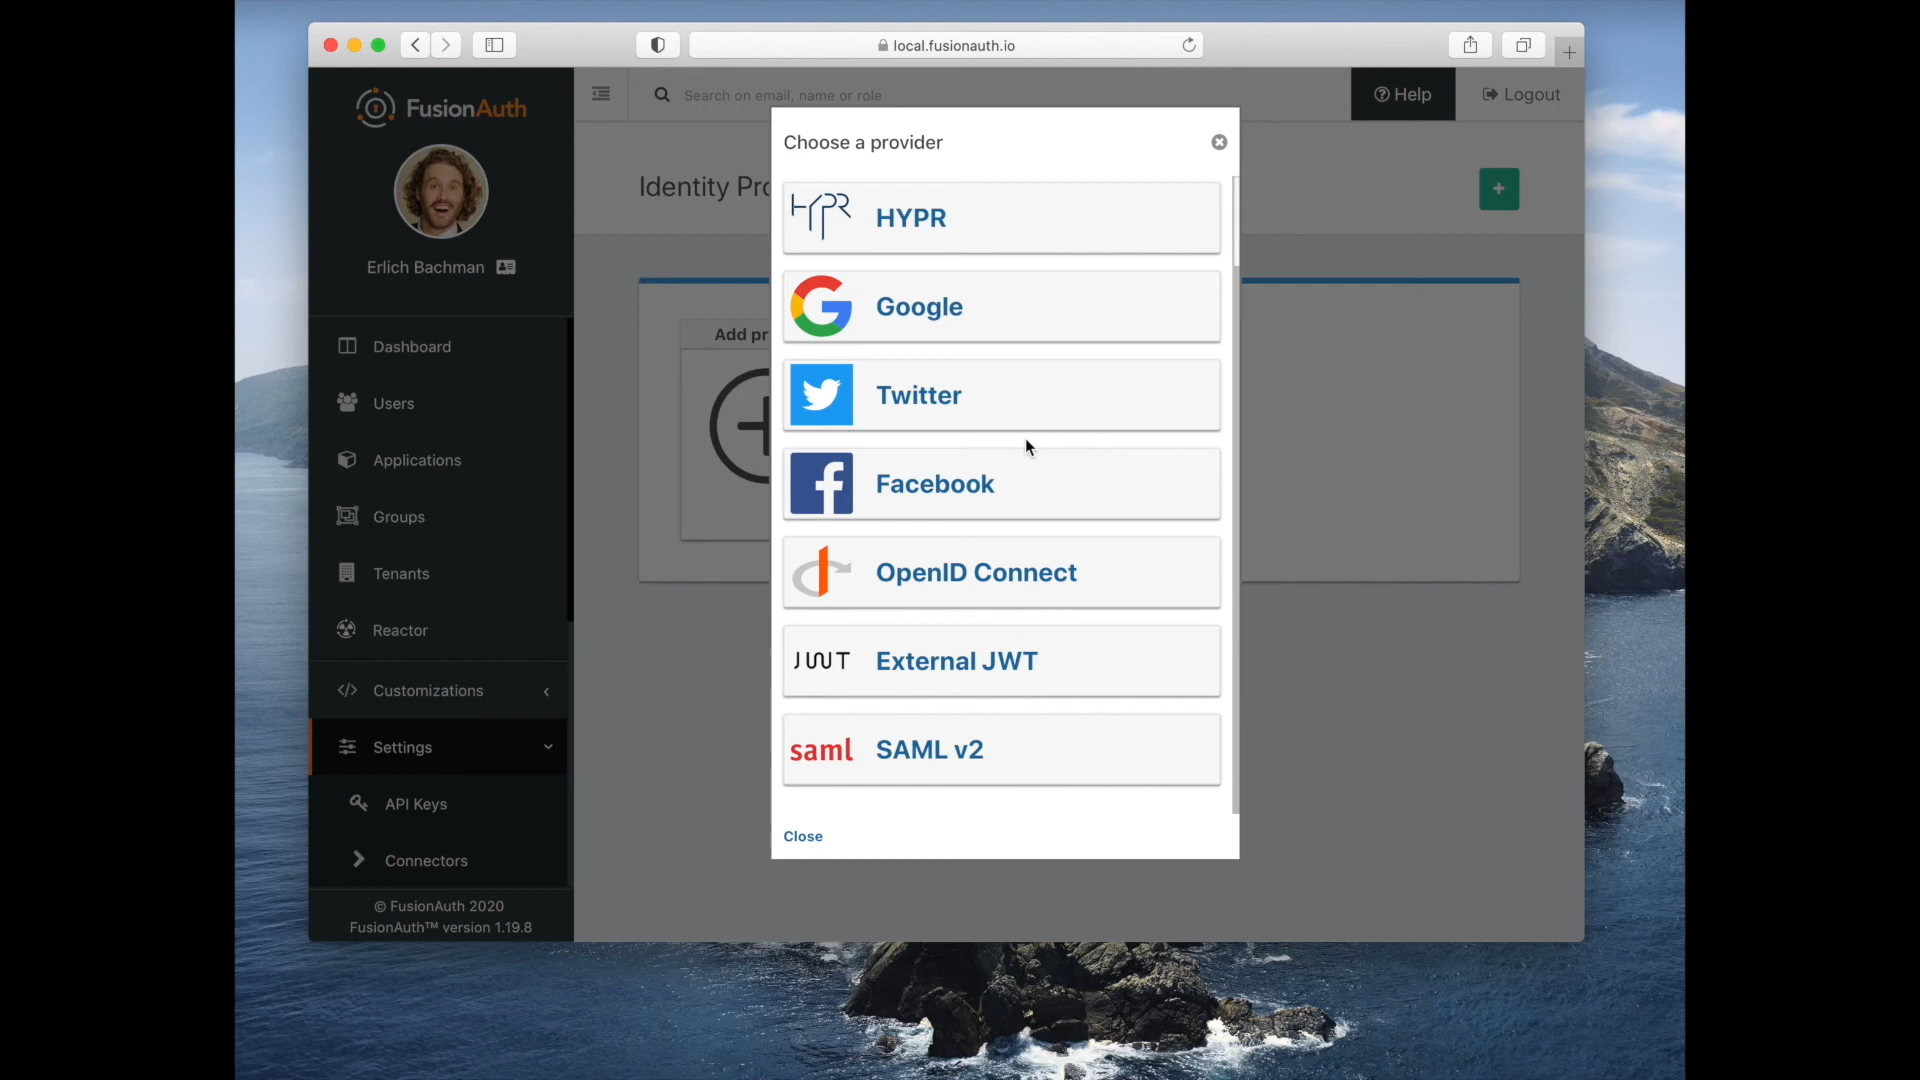 local.fusionauth.io
FusionAuth
Search on email, name or role
Help
Logout
Erlich Bachman
Dashboard
Users
Applications
Groups
Tenants
Reactor
Customizations
Settings
API Keys
Connectors
© FusionAuth 2020
FusionAuth™ version 1.19.8
Identity Pro
Add pr
Choose a provider
HYPR HYPR
Google
Twitter
Facebook
OpenID Connect
JWT External JWT
saml SAML v2
Close